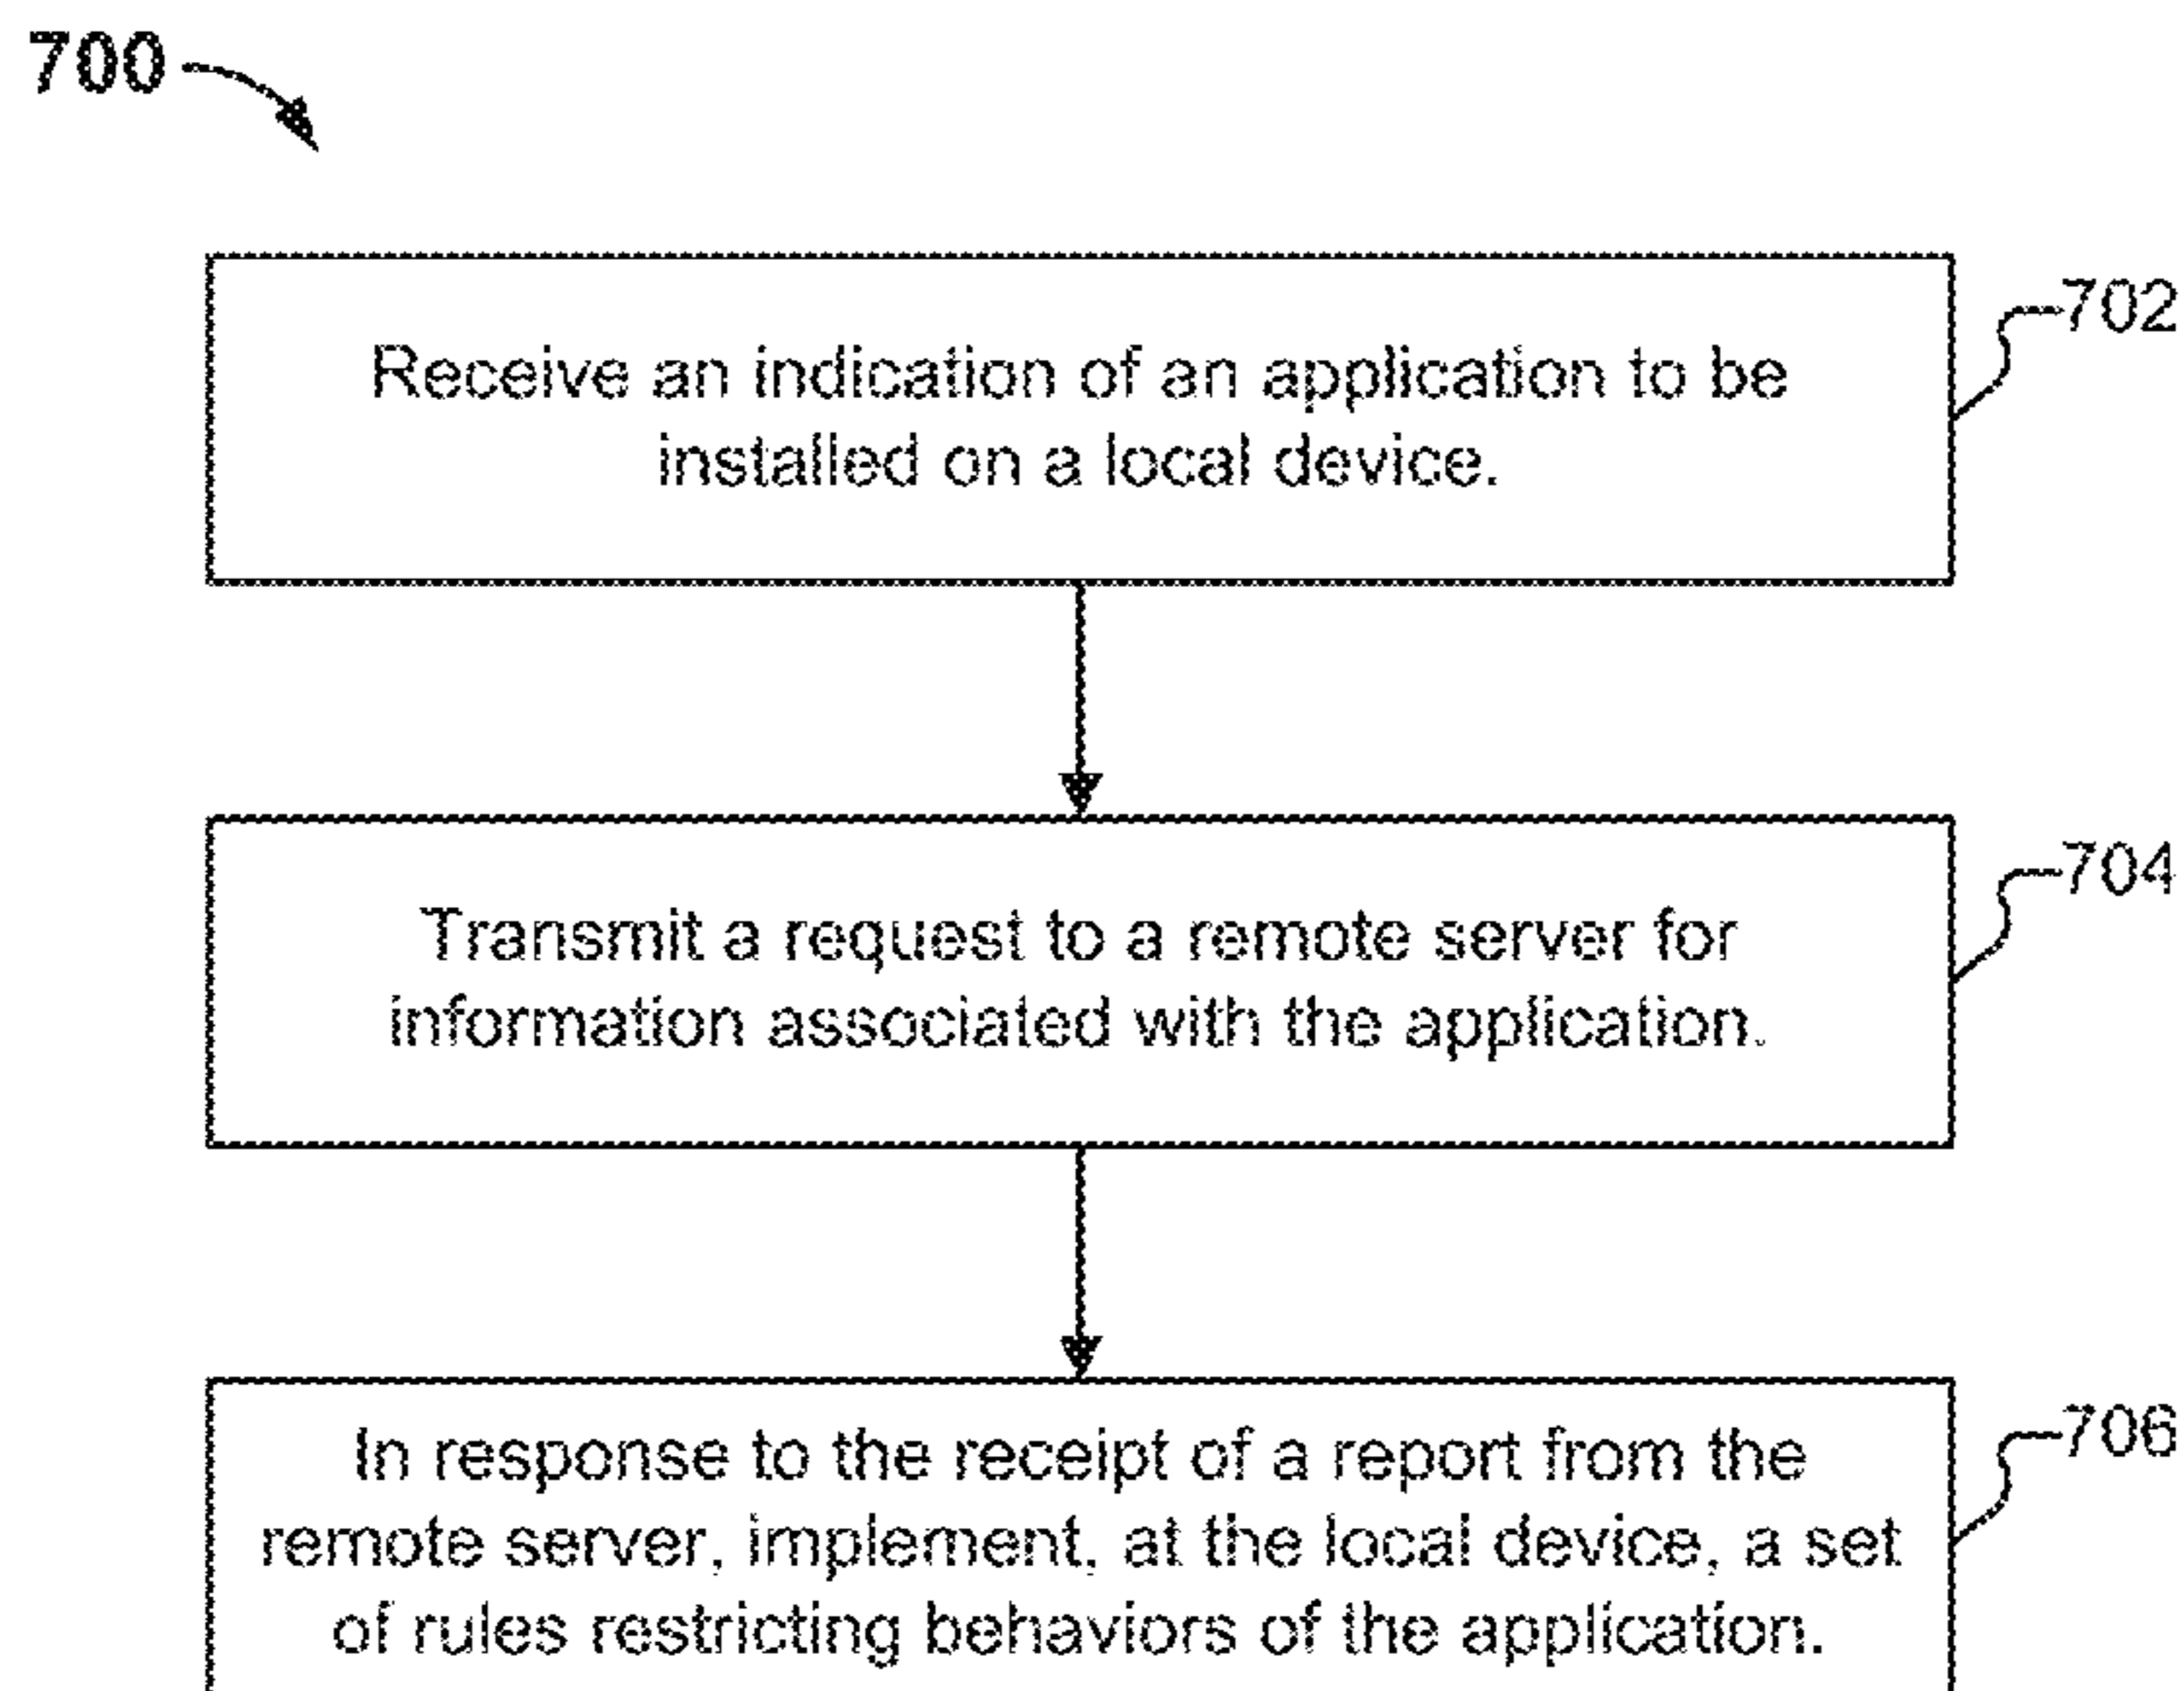 700
702
Receive an indication of an application to be
installed on a local device.
704
Transmit a request to a remote server for
information associated with the application.
706
In response to the receipt of a report from the
remote server, implement, at the local device, a set
of rules restricting behaviors of the application.